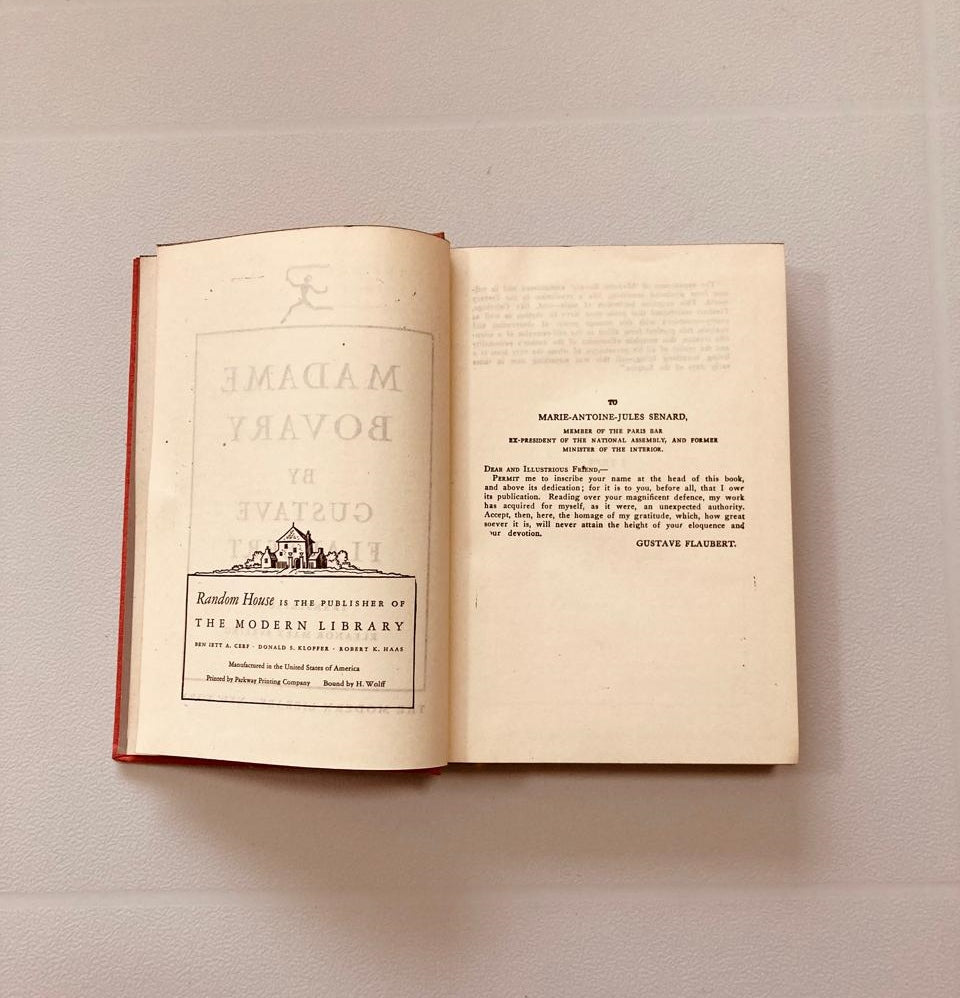 MADAME
BOVARY
BY
GUSTAVE
Random House IS THE PUBLISHER OF
THE MODERN LIBRARY
BENNETT A. CERF · DONALD S. KLOPFER · ROBERT K. HAAS
Manufactured in the United States of America
Printed by Parkway Printing Company Bound by H. Wolff
TO
MARIE-ANTOINE-JULES SENARD,
MEMBER OF THE PARIS BAR
EX-PRESIDENT OF THE NATIONAL ASSEMBLY, AND FORMER
MINISTER OF THE INTERIOR.
DEAR AND ILLUSTRIOUS FRIEND,—
PERMIT me to inscribe your name at the head of this book,
and above its dedication; for it is to you, before all, that I owe
its publication. Reading over your magnificent defence, my work
has acquired for myself, as it were, an unexpected authority.
Accept, then, here, the homage of my gratitude, which, how great
soever it is, will never attain the height of your eloquence and
ur devotion.
GUSTAVE FLAUBERT.